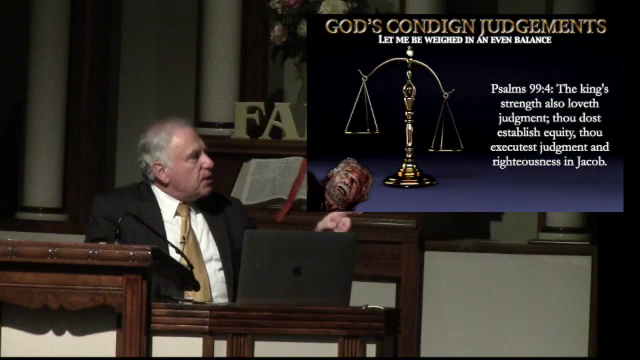 GOD'S CONDIGN JUDGEMENTS
LET ME BE WEIGHED IN AN EVEN BALANCE
Psalms 99:4: The king's
strength also loveth
judgment; thou dost
establish equity, thou
executest judgment and
righteousness in Jacob.
FA